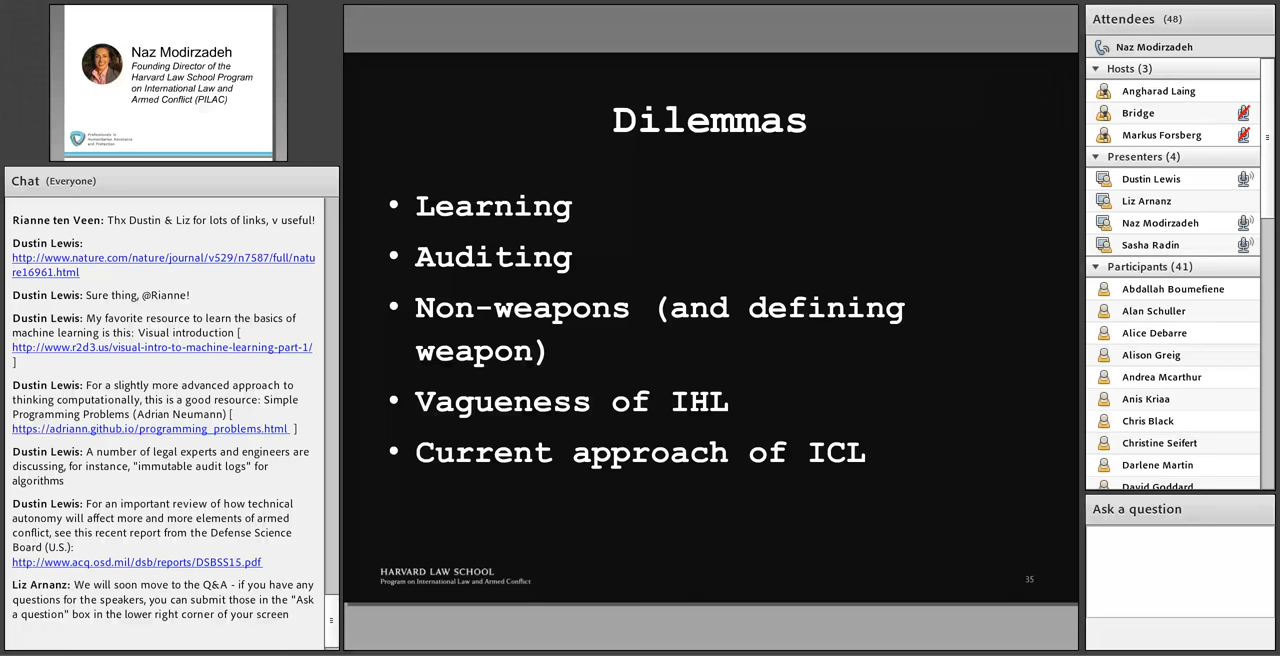 Naz Modirzadeh
Founding Director of the
Harvard Law School Program
on International Law and
Armed Conflict (PILAC)
Professionals in
Humanitarian Assistance
and Protection
Chat (Everyone)
Rianne ten Veen: Thx Dustin & Liz for lots of links, v useful!
Dustin Lewis:
http://www.nature.com/nature/journal/v529/n7587/full/natu
re16961.html
Dustin Lewis: Sure thing, @Rianne!
Dustin Lewis: My favorite resource to learn the basics of
machine learning is this: Visual introduction [
http://www.r2d3.us/visual-intro-to-machine-learning-part-1/
]
Dustin Lewis: For a slightly more advanced approach to
thinking computationally, this is a good resource: Simple
Programming Problems (Adrian Neumann) [
https://adriann.github.io/programming_problems.html ]
Dustin Lewis: A number of legal experts and engineers are
discussing, for instance, "immutable audit logs" for
algorithms
Dustin Lewis: For an important review of how technical
autonomy will affect more and more elements of armed
conflict, see this recent report from the Defense Science
Board (U.S.):
http://www.acq.osd.mil/dsb/reports/DSBSS15.pdf
Liz Arnanz: We will soon move to the Q&A - if you have any
questions for the speakers, you can submit those in the "Ask
a question" box in the lower right corner of your screen
Dilemmas
• Learning
• Auditing
• Non-weapons (and defining
weapon)
• Vagueness of IHL
• Current approach of ICL
HARVARD LAW SCHOOL
Program on International Law and Armed Conflict
35
Attendees (48)
Naz Modirzadeh
Hosts (3)
Angharad Laing
Bridge
Markus Forsberg
Presenters (4)
Dustin Lewis
Liz Arnanz
Naz Modirzadeh
Sasha Radin
Participants (41)
Abdallah Boumefiene
Alan Schuller
Alice Debarre
Alison Greig
Andrea Mcarthur
Anis Kriaa
Chris Black
Christine Seifert
Darlene Martin
David Goddard
Ask a question